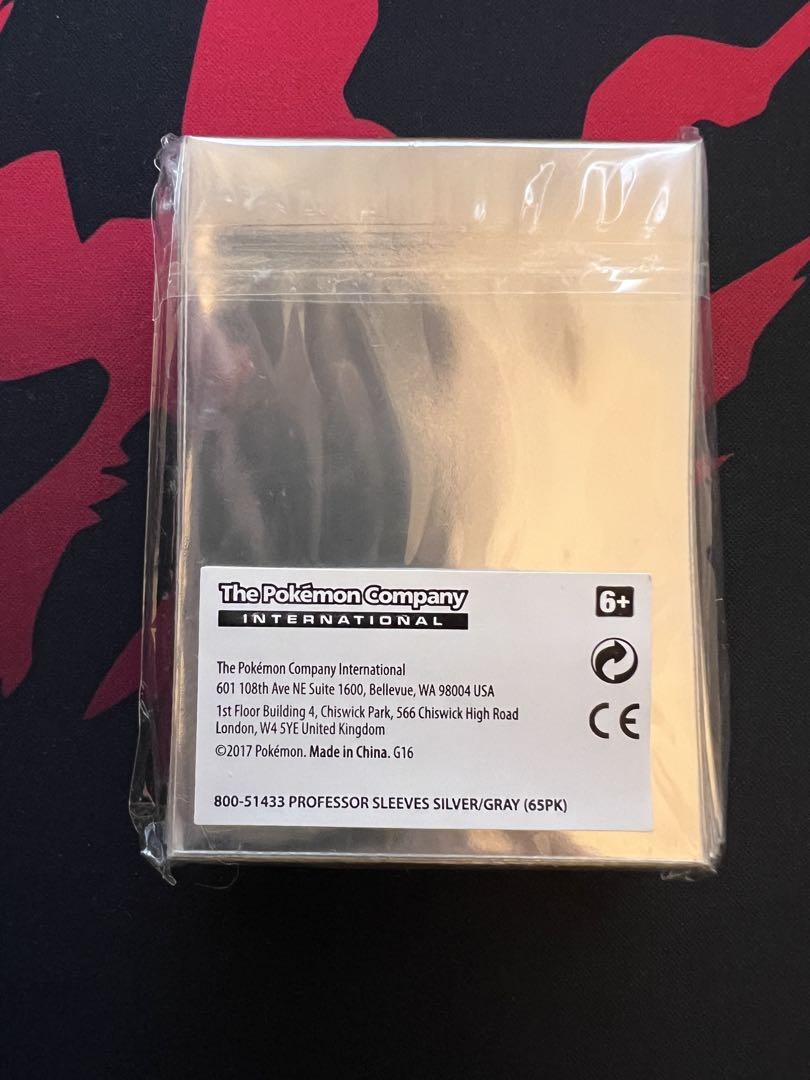 The Pokémon Company
INTERNATIONAL
6+
The Pokémon Company International
601 108th Ave NE Suite 1600, Bellevue, WA 98004 USA
1st Floor Building 4, Chiswick Park, 566 Chiswick High Road
London, W4 5YE United Kingdom
CE
©2017 Pokémon. Made in China. G16
800-51433 PROFESSOR SLEEVES SILVER/GRAY (65PK)